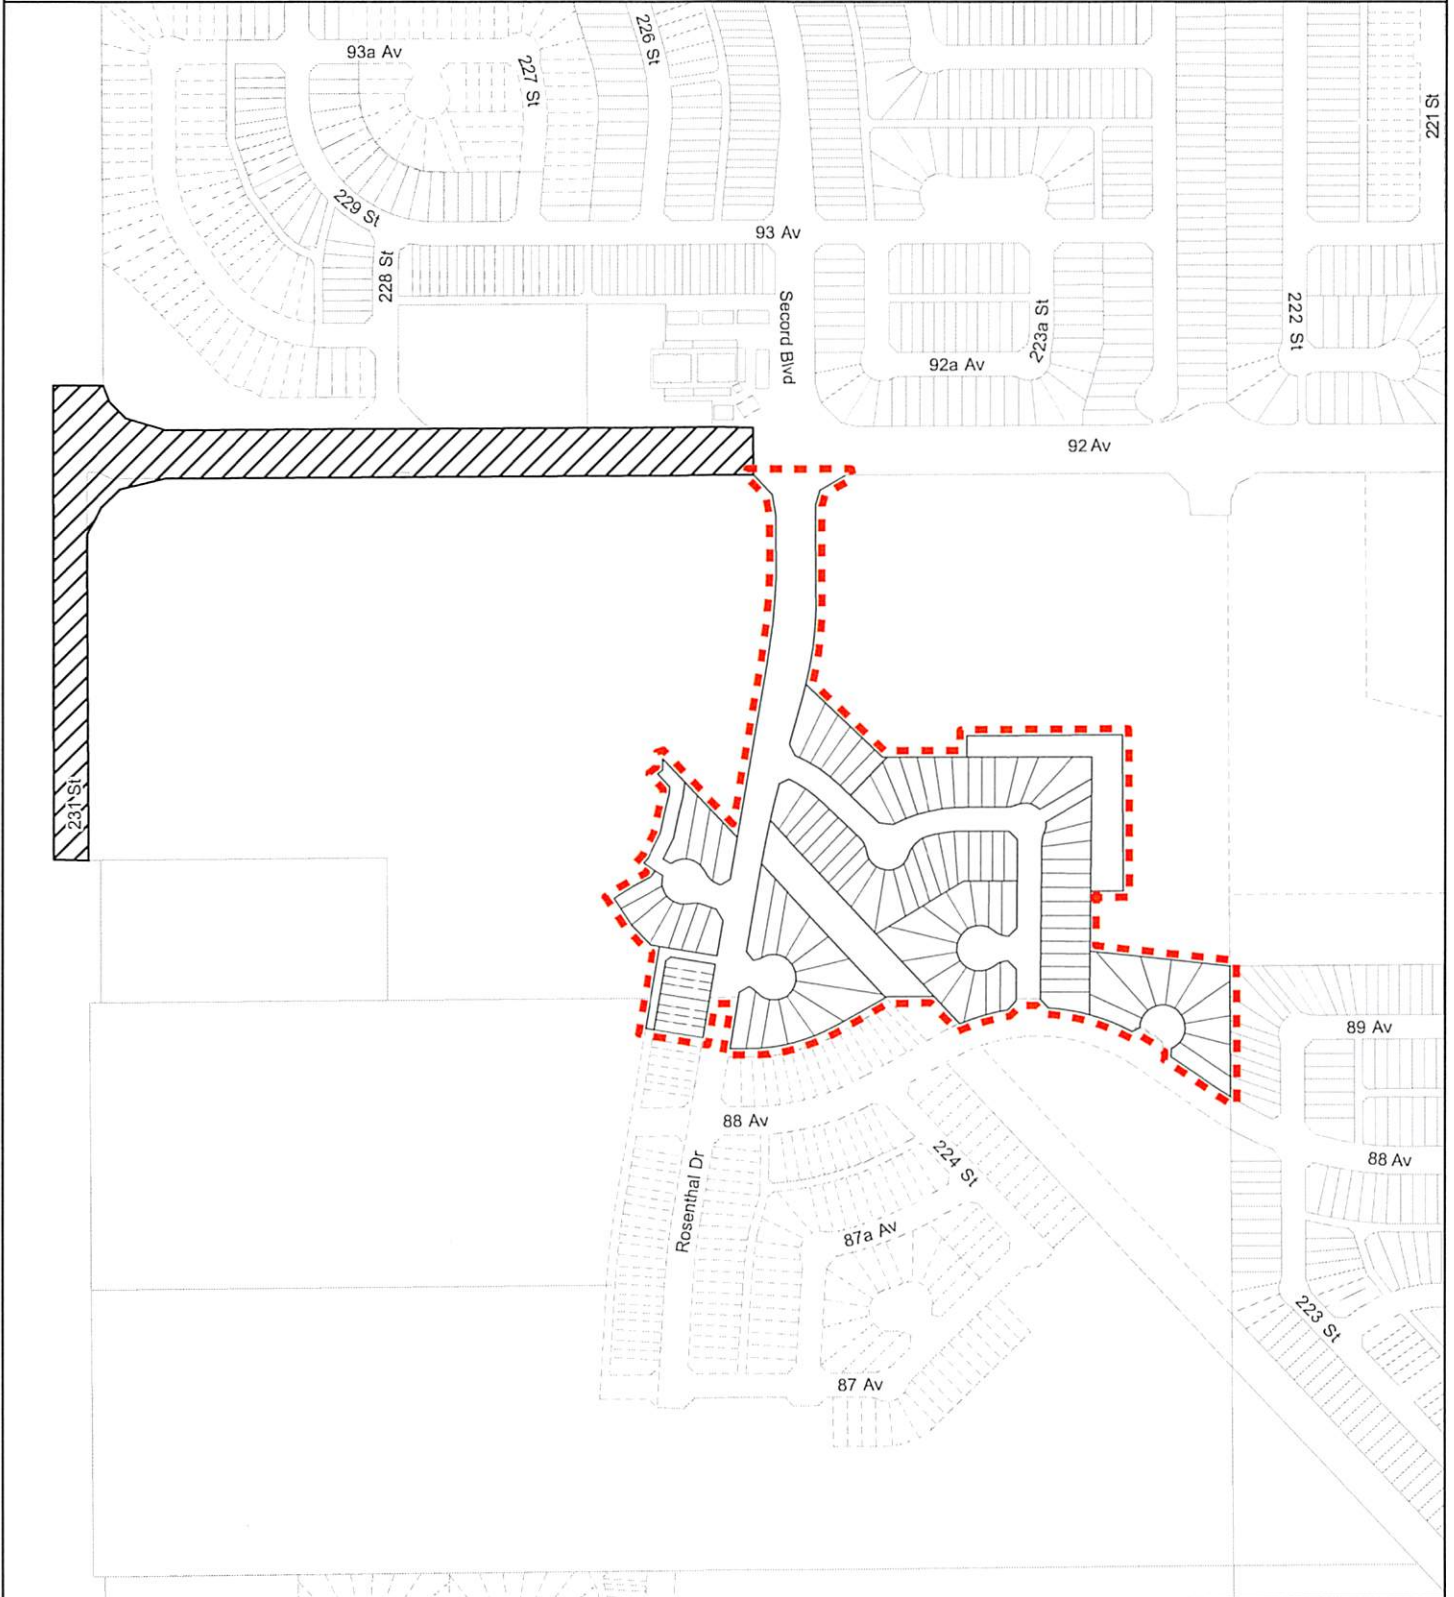 93a Av
226 St
227 St
221 St
229 St
93 Av
228 St
Secord Blvd
223a St
222 St
92a Av
92 Av
231 St
89 Av
88 Av
224 St
88 Av
Rosenthal Dr
87a Av
223 St
87 Av